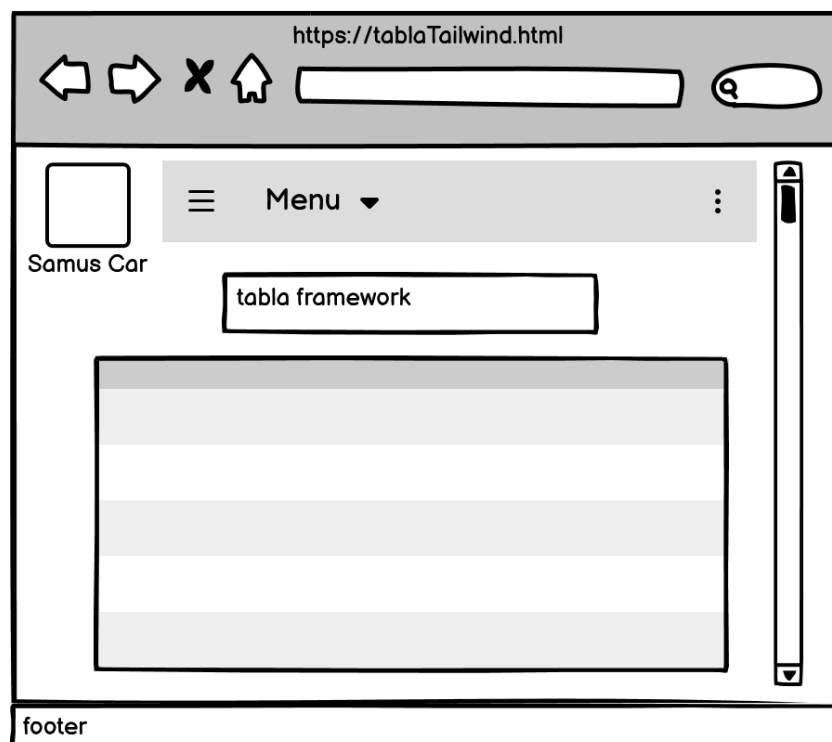 https://tablaTailwind.html
Menu
Samus Car
tabla framework
footer